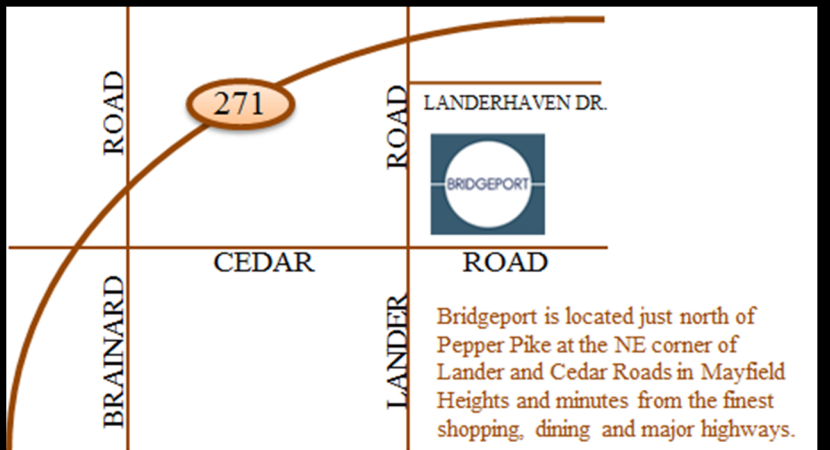 ROAD
271
ROAD
LANDERHAVEN DR.
BRIDGEPORT
CEDAR ROAD
BRAINARD
LANDER
Bridgeport is located just north of
Pepper Pike at the NE corner of
Lander and Cedar Roads in Mayfield
Heights and minutes from the finest
shopping, dining and major highways.